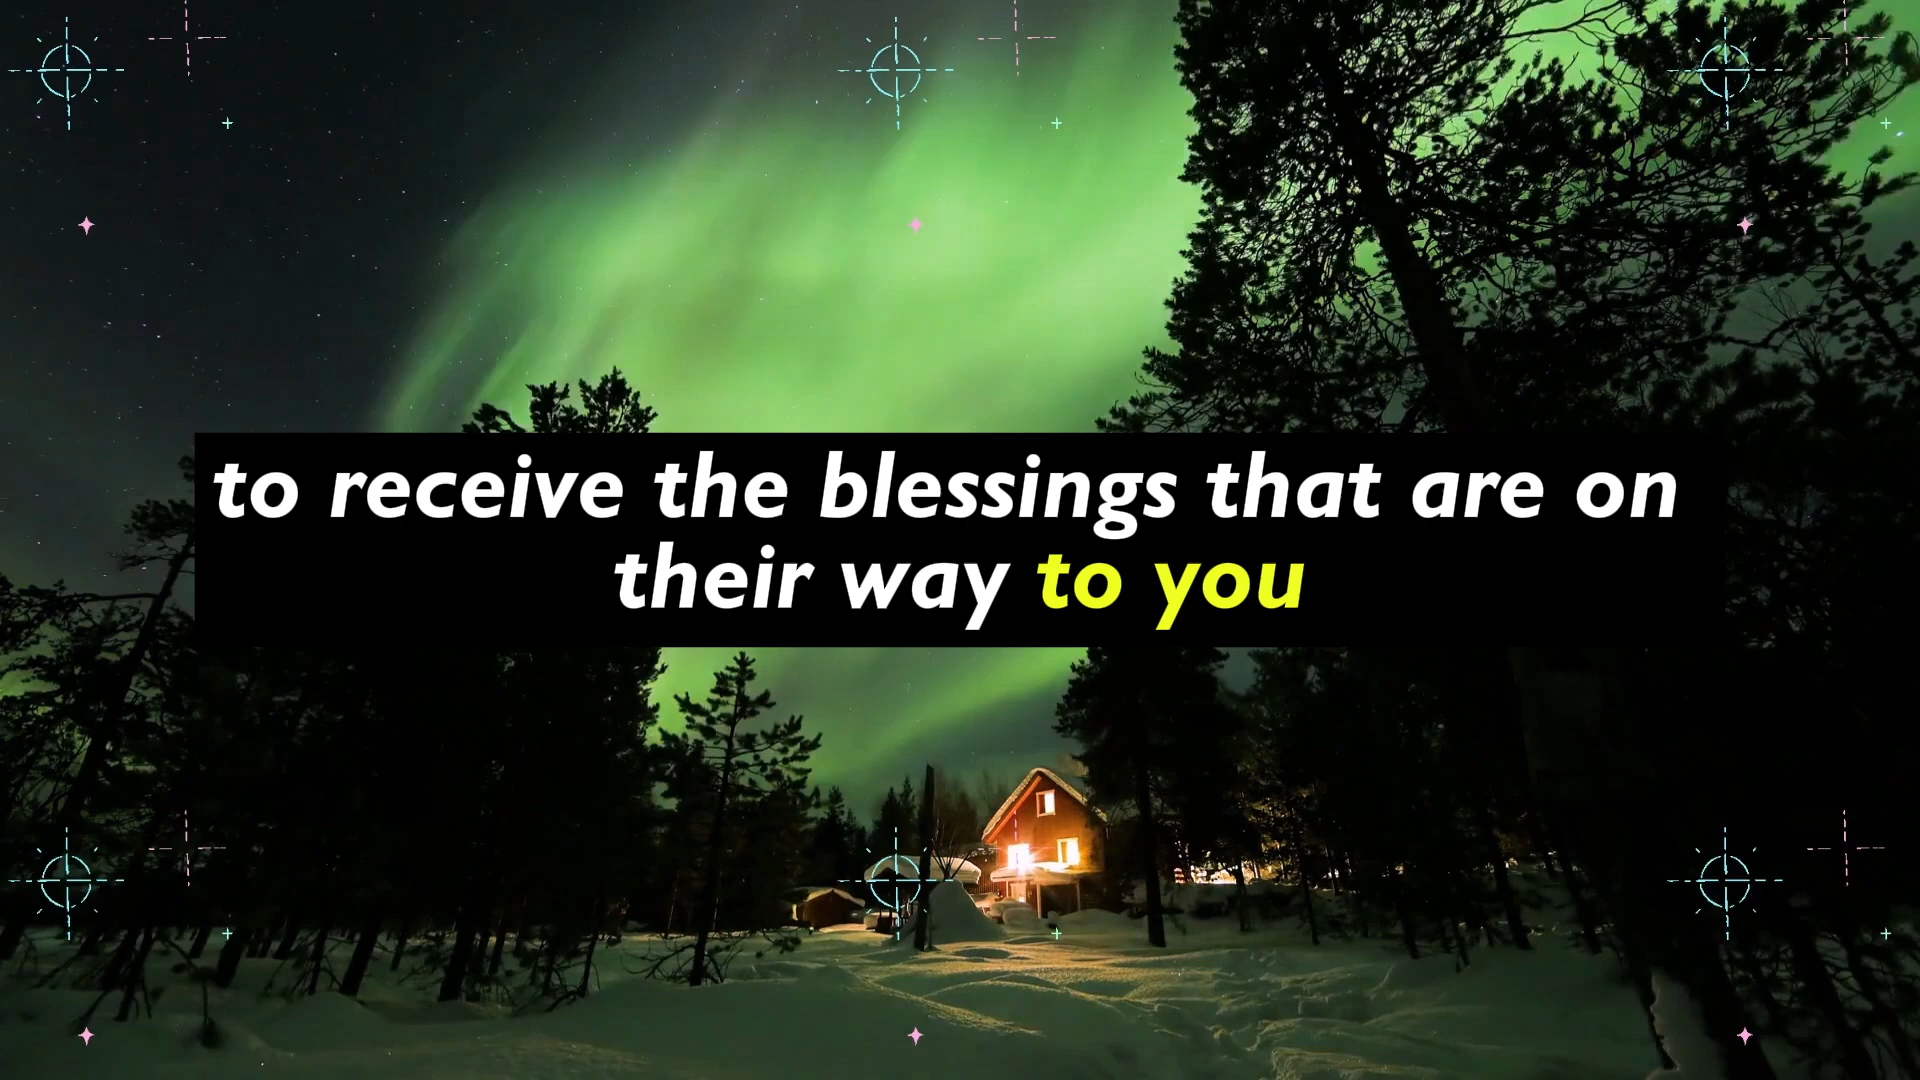 to receive the blessings that are on
their way to you